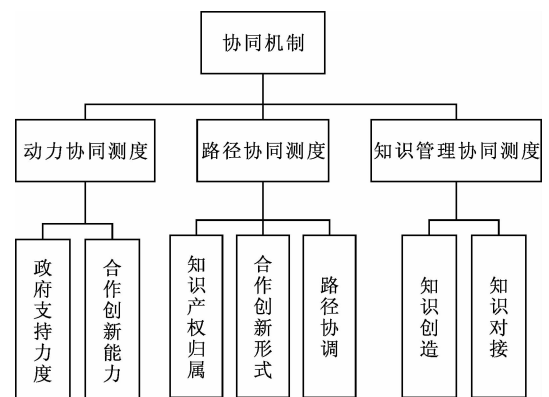 协同机制
动力协同测度
路径协同测度
知识管理协同测度
政府支持力度
合作创新能力
知识产权归属
合作创新形式
路径协调
知识创造
知识对接